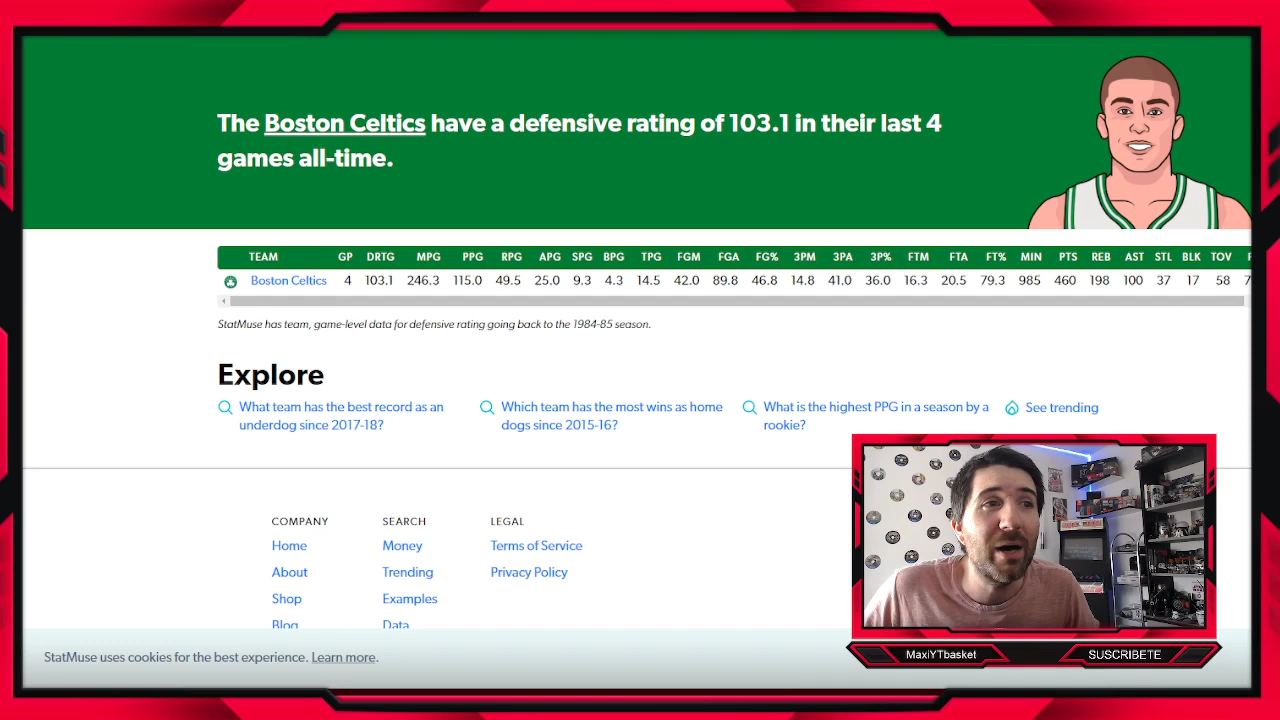 The Boston Celtics have a defensive rating of 103.1 in their last 4
games all-time.
TEAM GP DRTG MPG PPG RPG APG SPG BPG TPG FGM FGA FG% 3PM 3PA 3P% FTM FTA FT% MIN PTS REB AST STL BLK TOV
Boston Celtics 4 103.1 246.3 115.0 49.5 25.0 9.3 4.3 14.5 42.0 89.8 46.8 14.8 41.0 36.0 16.3 20.5 79.3 985 460 198 100 37 17 58
StatMuse has team, game-level data for defensive rating going back to the 1984-85 season.
Explore
What team has the best record as an
underdog since 2017-18?
Which team has the most wins as home
dogs since 2015-16?
What is the highest PPG in a season by a
rookie?
See trending
COMPANY
Home
About
Shop
Blog
SEARCH
Money
Trending
Examples
Data
LEGAL
Terms of Service
Privacy Policy
StatMuse uses cookies for the best experience. Learn more.
MaxiYTbasket
SUSCRIBETE